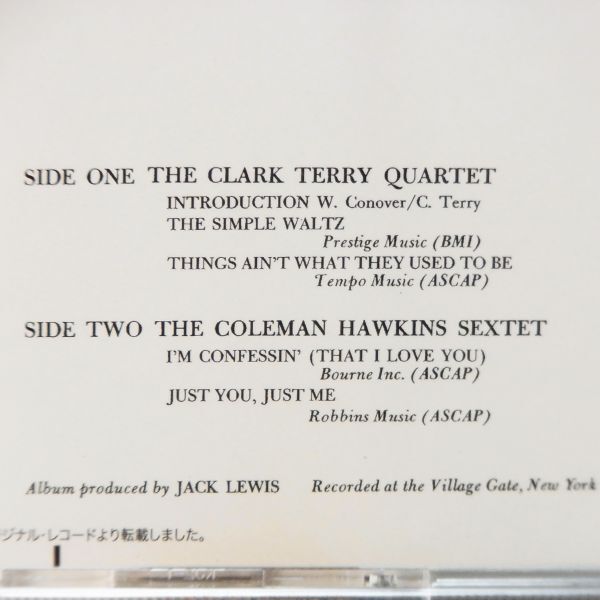 SIDE ONE THE CLARK TERRY QUARTET
INTRODUCTION W. Conover/C. Terry
THE SIMPLE WALTZ
Prestige Music (BMI)
THINGS AIN'T WHAT THEY USED TO BE
Tempo Music (ASCAP)
SIDE TWO THE COLEMAN HAWKINS SEXTET
I'M CONFESSIN' (THAT I LOVE YOU)
Bourne Inc. (ASCAP)
JUST YOU, JUST ME
Robbins Music (ASCAP)
Album produced by JACK LEWIS Recorded at the Village Gate, New York
ジナル・レコードより転載しました。